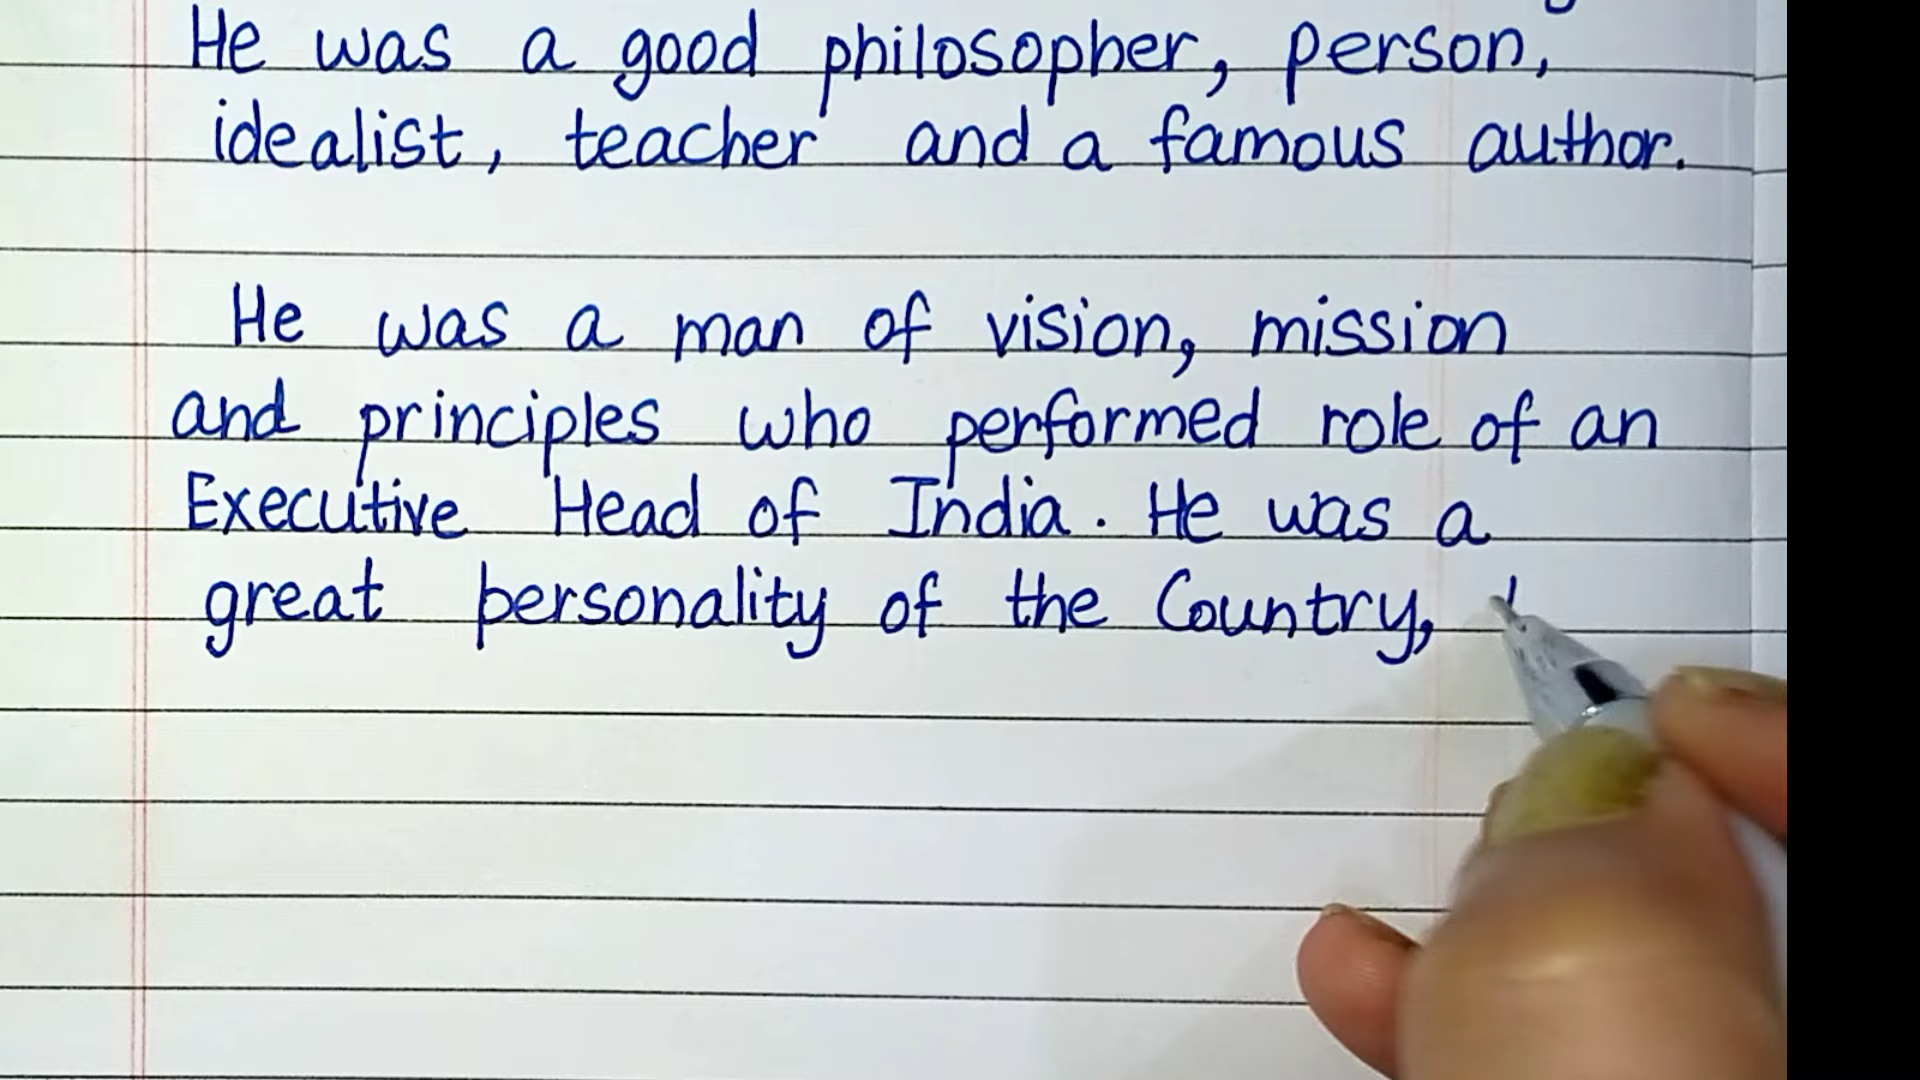 He was a good philosopher, person,
idealist, teacher and a famous author.
He was a man of vision, mission
and principles who performed role of an
Executive Head of India. He was a
great personality of the Country,